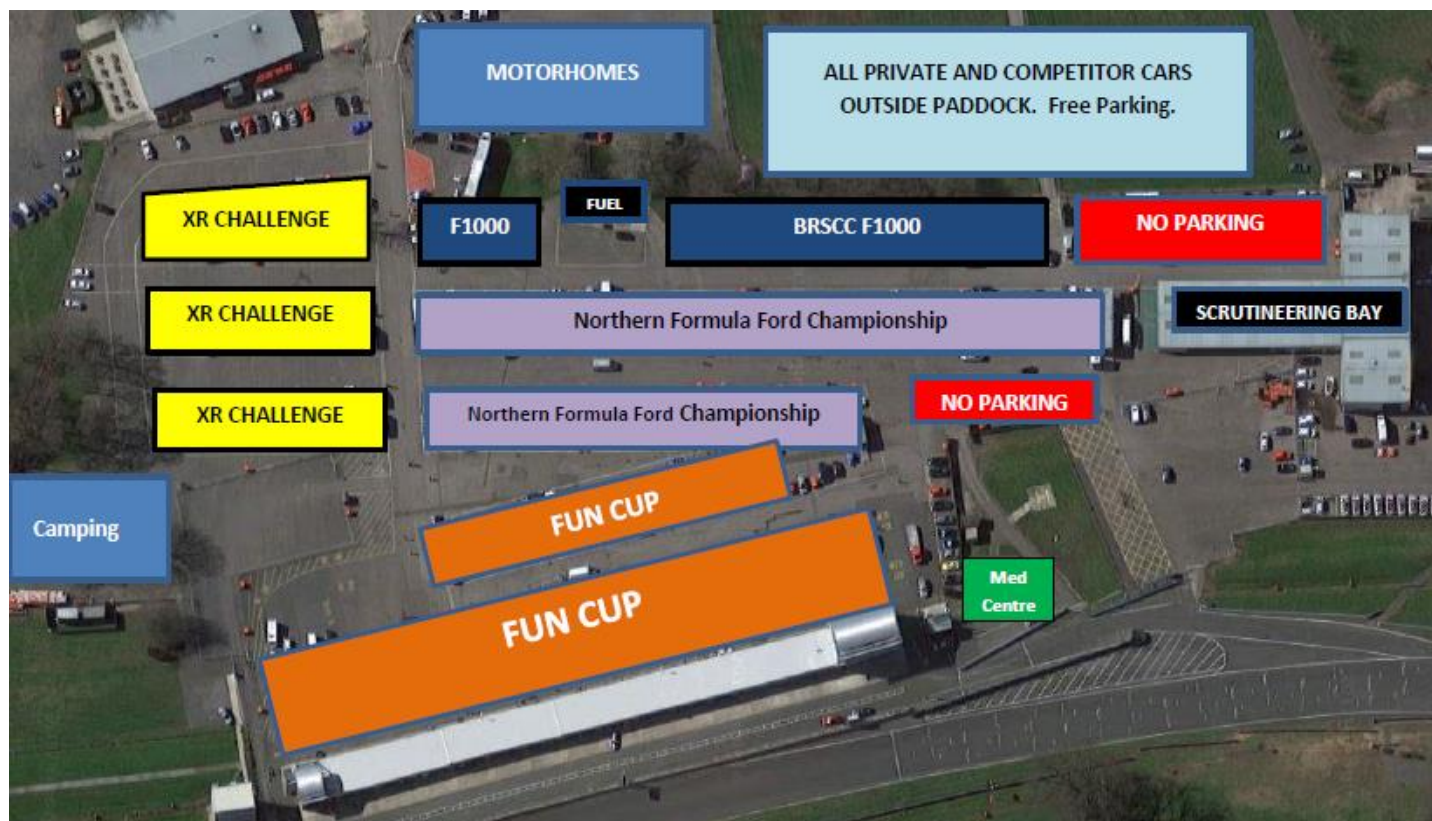 MOTORHOMES
ALL PRIVATE AND COMPETITOR CARS
OUTSIDE PADDOCK.  Free Parking.
XR CHALLENGE
F1000
FUEL
BRSCC F1000
NO PARKING
XR CHALLENGE
Northern Formula Ford Championship
SCRUTINEERING BAY
XR CHALLENGE
Northern Formula Ford Championship
NO PARKING
FUN CUP
Camping
FUN CUP
Med
Centre